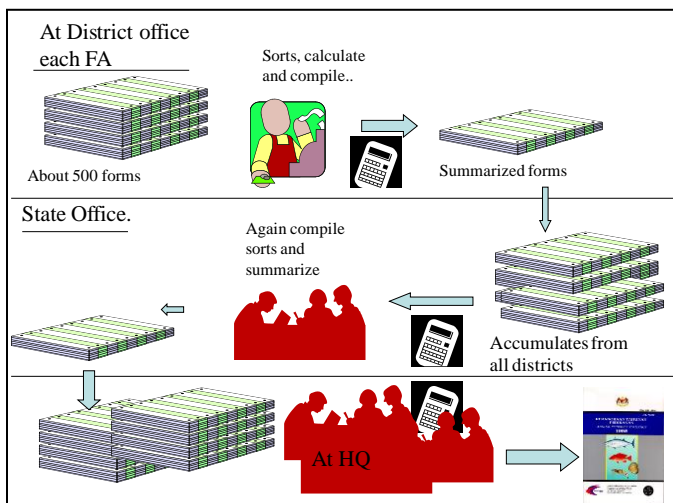 At District office
each FA
Sorts, calculate
and compile..
About 500 forms
Summarized forms
State Office.
Again compile
sorts and
summarize
Accumulates from
all districts
At HQ